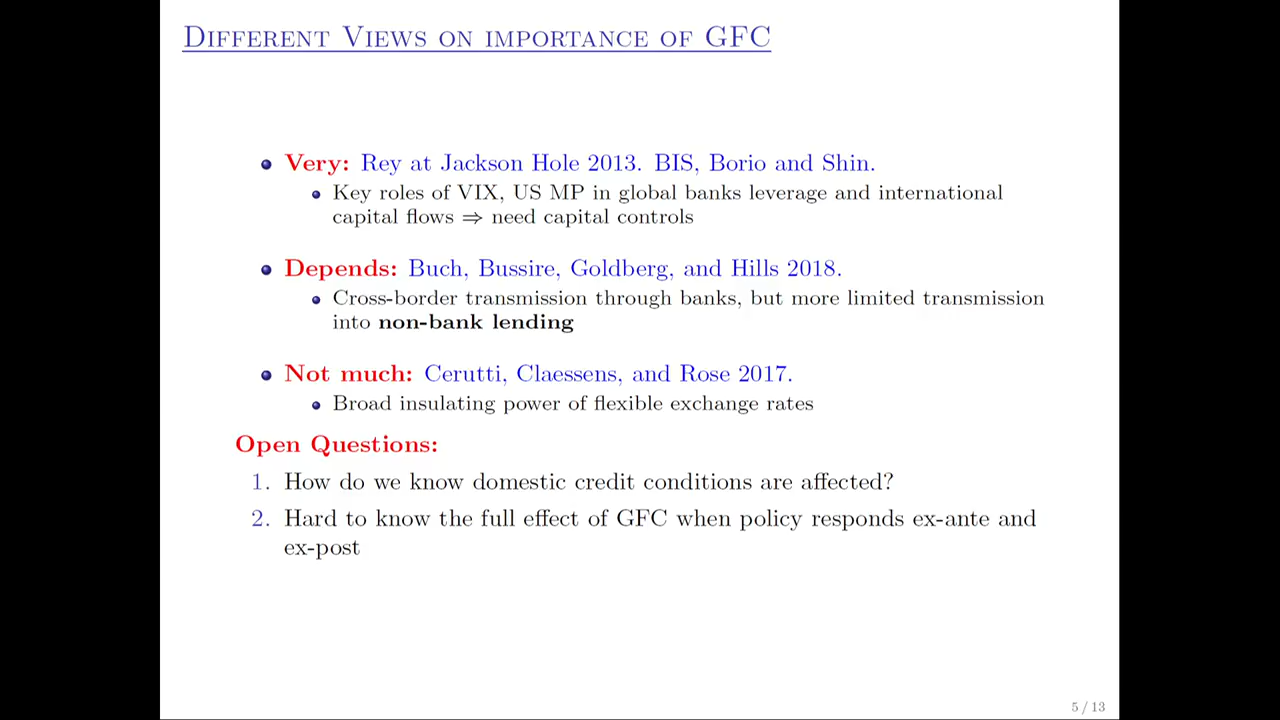 Different Views on importance of GFC
Very: Rey at Jackson Hole 2013. BIS, Borio and Shin.
Key roles of VIX, US MP in global banks leverage and international
capital flows ⇒ need capital controls
Depends: Buch, Bussire, Goldberg, and Hills 2018.
Cross-border transmission through banks, but more limited transmission
into non-bank lending
Not much: Cerutti, Claessens, and Rose 2017.
Broad insulating power of flexible exchange rates
Open Questions:
1. How do we know domestic credit conditions are affected?
2. Hard to know the full effect of GFC when policy responds ex-ante and
ex-post
5 / 13